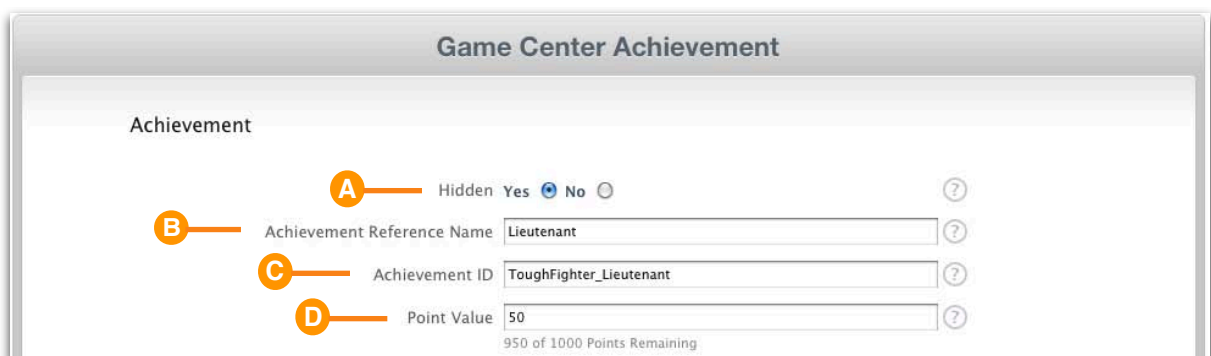 Game Center Achievement
Achievement
A Hidden Yes No ?
B Achievement Reference Name Lieutenant ?
C Achievement ID ToughFighter_Lieutenant ?
D Point Value 50 ?
950 of 1000 Points Remaining